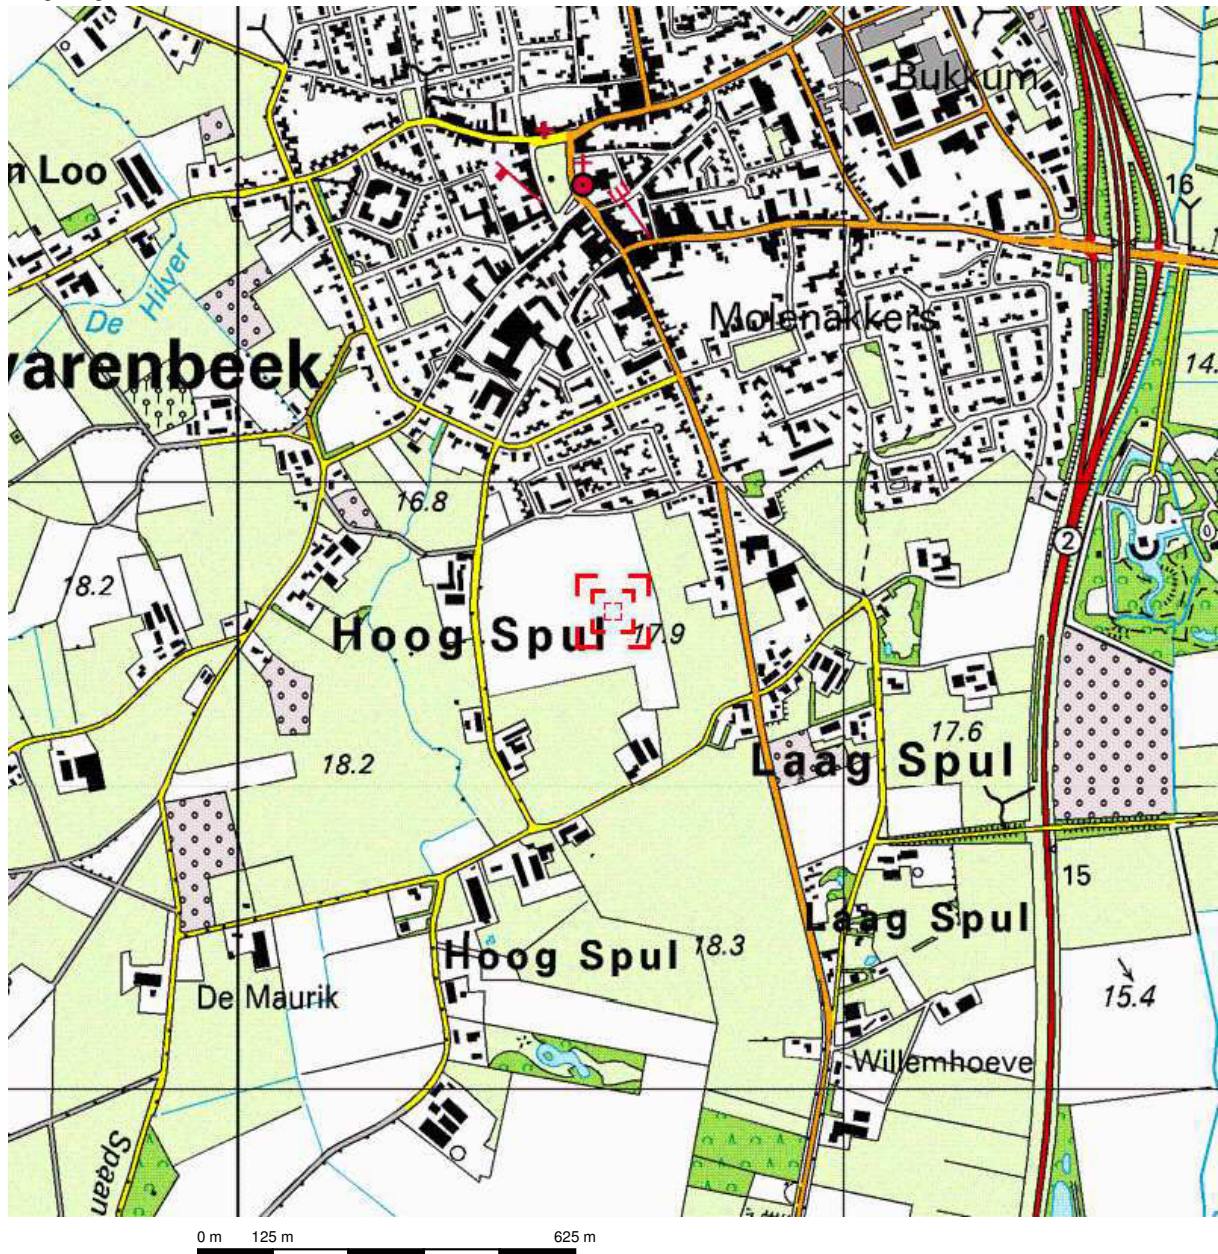 Bukkum
n Loo
16
De Hilver
Molenakkers
varenbeek
14.
16.8
2
18.2
Hoog Spul
17.9
17.6
18.2
Laag Spul
15
Laag Spul
Hoog Spul
18.3
De Maurik
15.4
Willemhoeve
Spaan
0 m 125 m 625 m